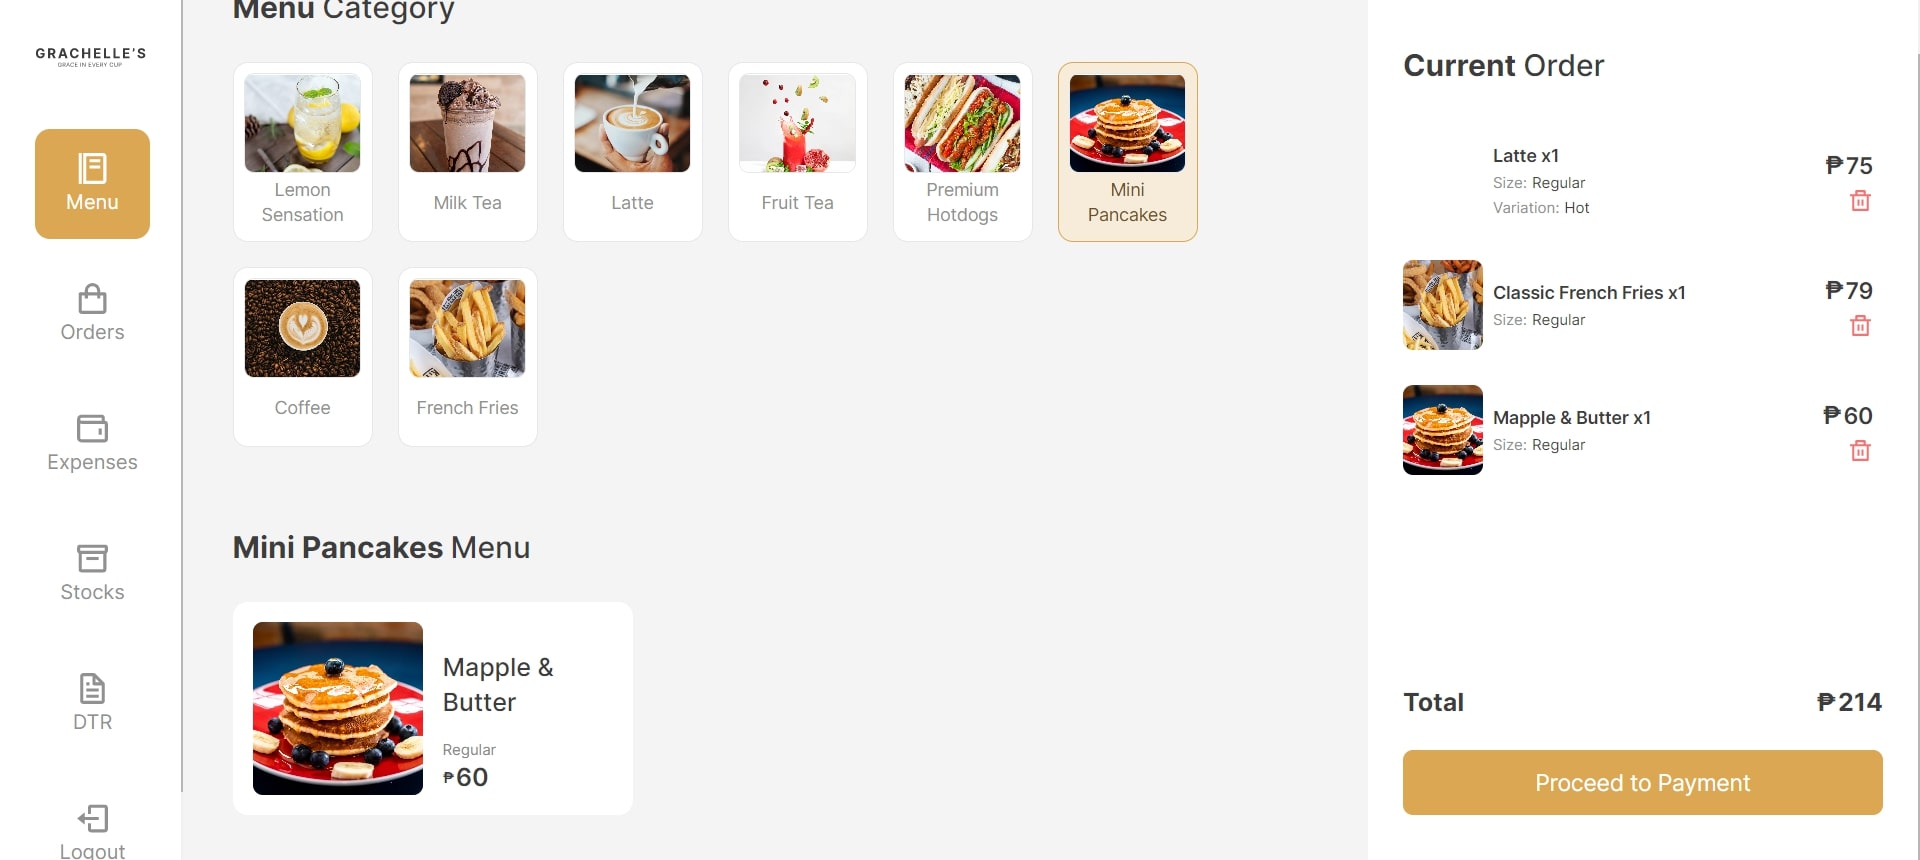 GRACHELLE'S
GRACE IN EVERY CUP
Menu
Orders
Expenses
Stocks
DTR
Logout
Menu Category
Lemon
Sensation
Milk Tea
Latte
Fruit Tea
Premium
Hotdogs
Mini
Pancakes
Coffee
French Fries
Mini Pancakes Menu
Mapple &
Butter
Regular
₱60
Current Order
Latte x1
Size: Regular
Variation: Hot
₱75
Classic French Fries x1
Size: Regular
₱79
Mapple & Butter x1
Size: Regular
₱60
Total
₱214
Proceed to Payment